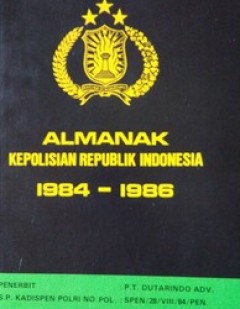 ALMANAK
KEPOLISIAN REPUBLIK INDONESIA
1984 - 1986
PENERBIT : P.T. DUTARINDO ADV.
S.P. KADISPEN POLRI NO. POL. : SPEN/28/VIII/84/PEN.